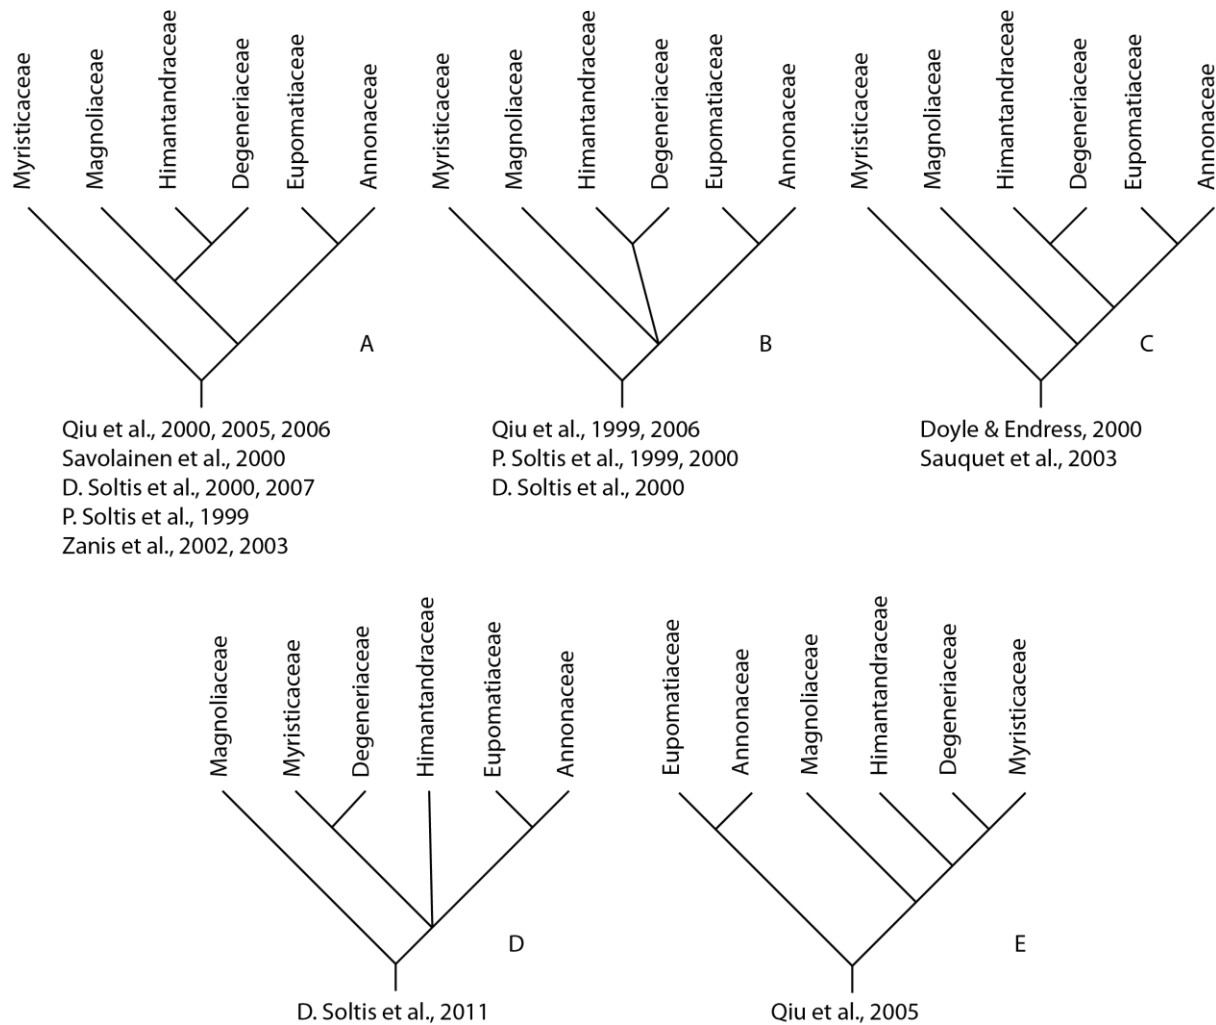 Myristicaceae
Magnoliaceae
Himantandraceae
Degeneriaceae
Eupomatiaceae
Annonaceae
A
Qiu et al., 2000, 2005, 2006
Savolainen et al., 2000
D. Soltis et al., 2000, 2007
P. Soltis et al., 1999
Zanis et al., 2002, 2003
Myristicaceae
Magnoliaceae
Himantandraceae
Degeneriaceae
Eupomatiaceae
Annonaceae
B
Qiu et al., 1999, 2006
P. Soltis et al., 1999, 2000
D. Soltis et al., 2000
Myristicaceae
Magnoliaceae
Himantandraceae
Degeneriaceae
Eupomatiaceae
Annonaceae
C
Doyle & Endress, 2000
Sauquet et al., 2003
Magnoliaceae
Myristicaceae
Degeneriaceae
Himantandraceae
Eupomatiaceae
Annonaceae
D
D. Soltis et al., 2011
Eupomatiaceae
Annonaceae
Magnoliaceae
Himantandraceae
Degeneriaceae
Myristicaceae
E
Qiu et al., 2005